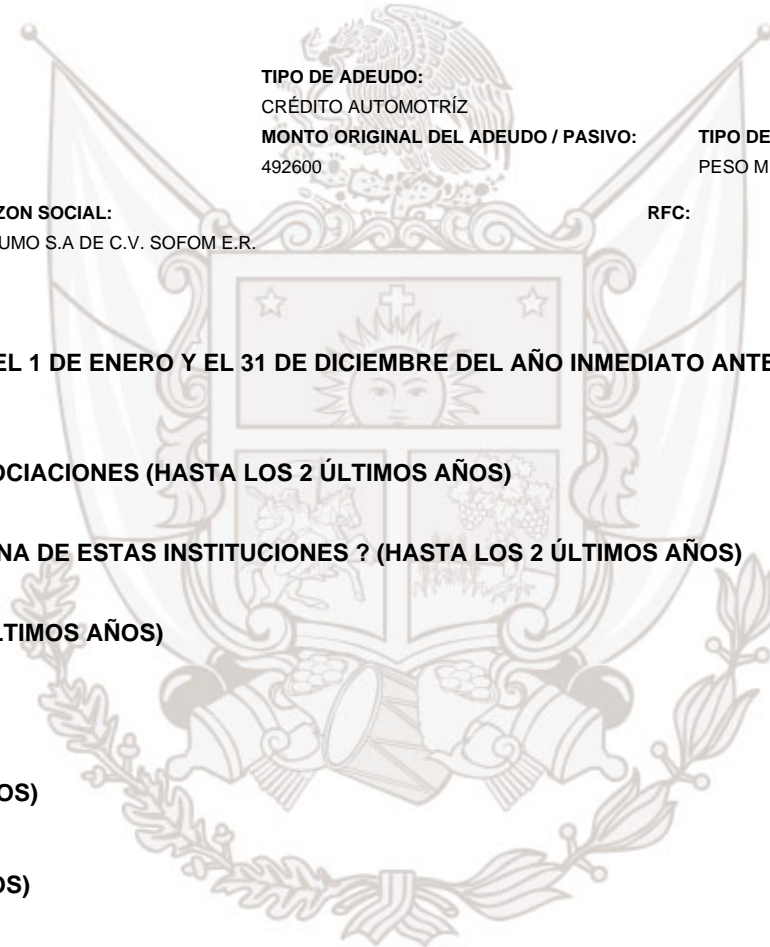 TIPO DE ADEUDO:
CRÉDITO AUTOMOTRÍZ
MONTO ORIGINAL DEL ADEUDO / PASIVO: TIPO DE
492600 PESO M
ZON SOCIAL: RFC:
UMO S.A DE C.V. SOFOM E.R.
EL 1 DE ENERO Y EL 31 DE DICIEMBRE DEL AÑO INMEDIATO ANTE
OCIACIONES (HASTA LOS 2 ÚLTIMOS AÑOS)
NA DE ESTAS INSTITUCIONES ? (HASTA LOS 2 ÚLTIMOS AÑOS)
LTIMOS AÑOS)
OS)
OS)